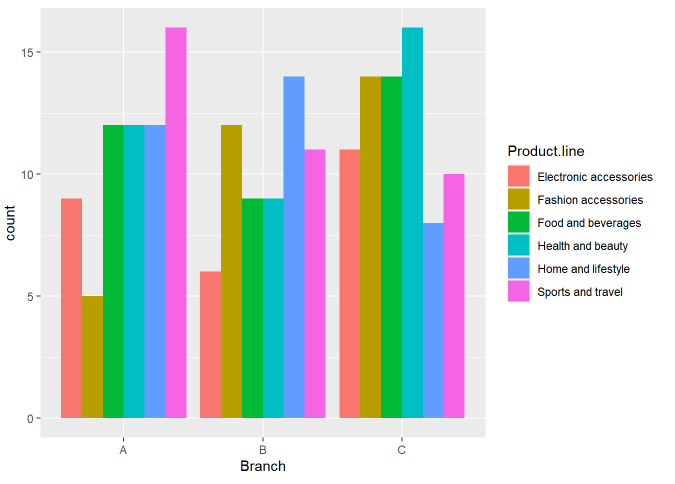 15
10
5
0
count
A
B
C
Branch
Product.line
Electronic accessories
Fashion accessories
Food and beverages
Health and beauty
Home and lifestyle
Sports and travel